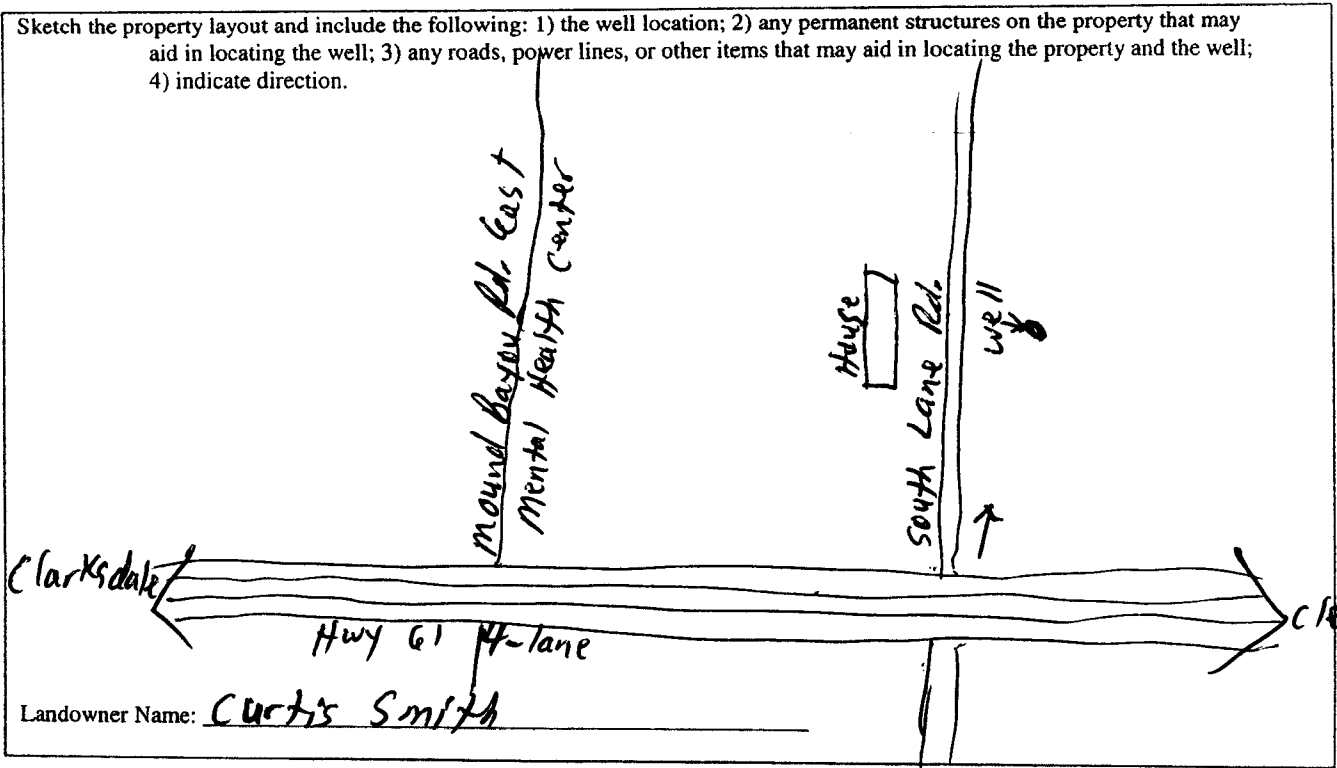 Sketch the property layout and include the following: 1) the well location; 2) any permanent structures on the property that may
aid in locating the well; 3) any roads, power lines, or other items that may aid in locating the property and the well;
4) indicate direction.
Mound Bayou Rd. East
Mental Health Center
House
South Lane Rd.
Well
Clarksdale
Cl
Hwy 61 4-lane
Landowner Name: Curtis Smith